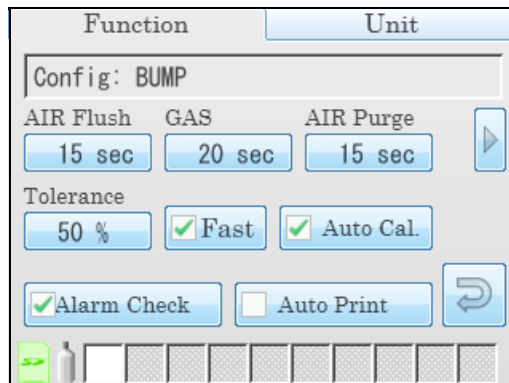 Function Unit
Config: BUMP
AIR Flush GAS AIR Purge
15 sec 20 sec 15 sec
Tolerance
50 % Fast Auto Cal.
Alarm Check Auto Print
SD